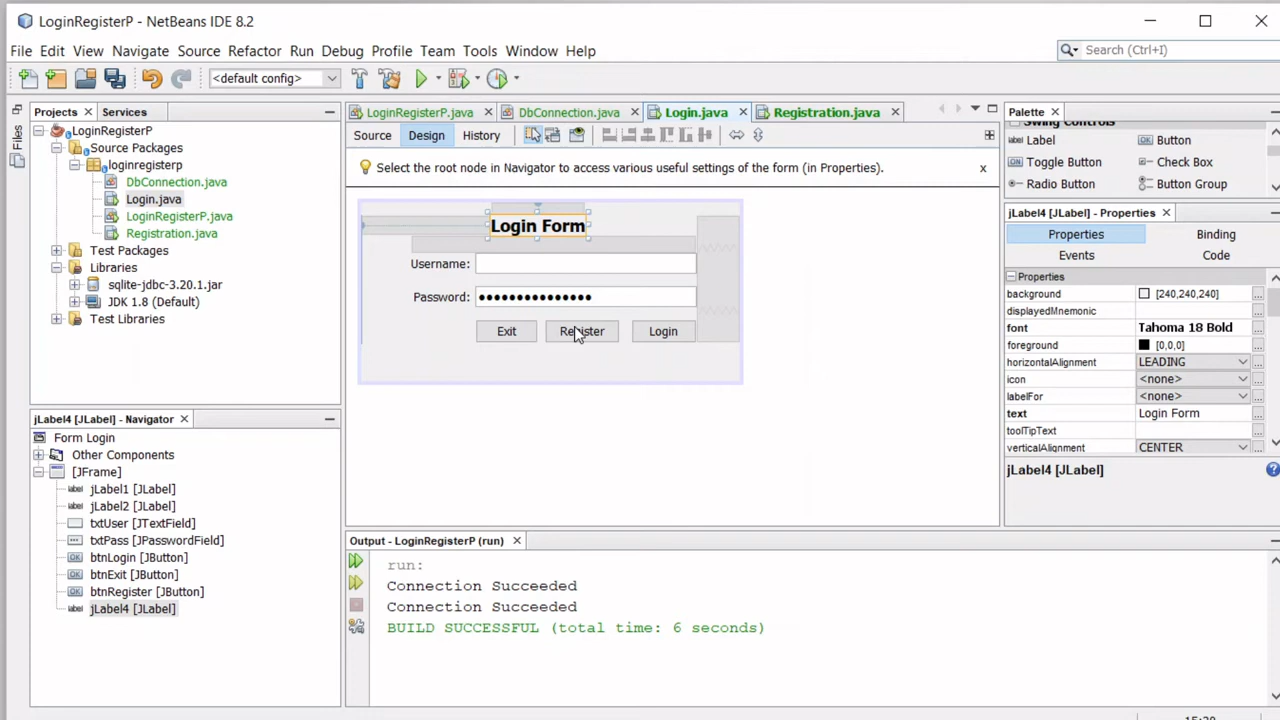 LoginRegisterP - NetBeans IDE 8.2
File Edit View Navigate Source Refactor Run Debug Profile Team Tools Window Help
Search (Ctrl+I)
<default config>
Projects Services
Files
LoginRegisterP
Source Packages
loginregisterp
DbConnection.java
Login.java
LoginRegisterP.java
Registration.java
Test Packages
Libraries
sqlite-jdbc-3.20.1.jar
JDK 1.8 (Default)
Test Libraries
jLabel4 [JLabel] - Navigator
Form Login
Other Components
[JFrame]
jLabel1 [JLabel]
jLabel2 [JLabel]
txtUser [JTextField]
txtPass [JPasswordField]
btnLogin [JButton]
btnExit [JButton]
btnRegister [JButton]
jLabel4 [JLabel]
LoginRegisterP.java DbConnection.java Login.java Registration.java
Source Design History
Select the root node in Navigator to access various useful settings of the form (in Properties).
Login Form
Username:
Password:
Exit Register Login
Output - LoginRegisterP (run)
run:
Connection Succeeded
Connection Succeeded
BUILD SUCCESSFUL (total time: 6 seconds)
Palette
Swing Controls
Label Button
Toggle Button Check Box
Radio Button Button Group
jLabel4 [JLabel] - Properties
Properties Binding
Events Code
Properties
background [240,240,240]
displayedMnemonic
font Tahoma 18 Bold
foreground [0,0,0]
horizontalAlignment LEADING
icon <none>
labelFor <none>
text Login Form
toolTipText
verticalAlignment CENTER
jLabel4 [JLabel]